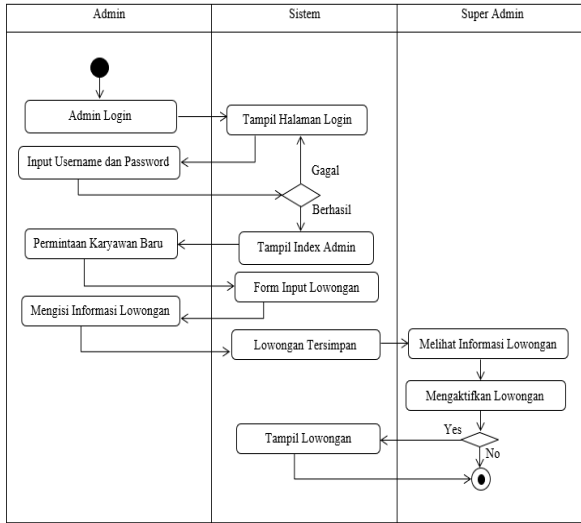 Admin
Sistem
Super Admin
Admin Login
Tampil Halaman Login
Input Username dan Password
Gagal
Berhasil
Permintaan Karyawan Baru
Tampil Index Admin
Form Input Lowongan
Mengisi Informasi Lowongan
Lowongan Tersimpan
Melihat Informasi Lowongan
Mengaktifkan Lowongan
Yes
Tampil Lowongan
No